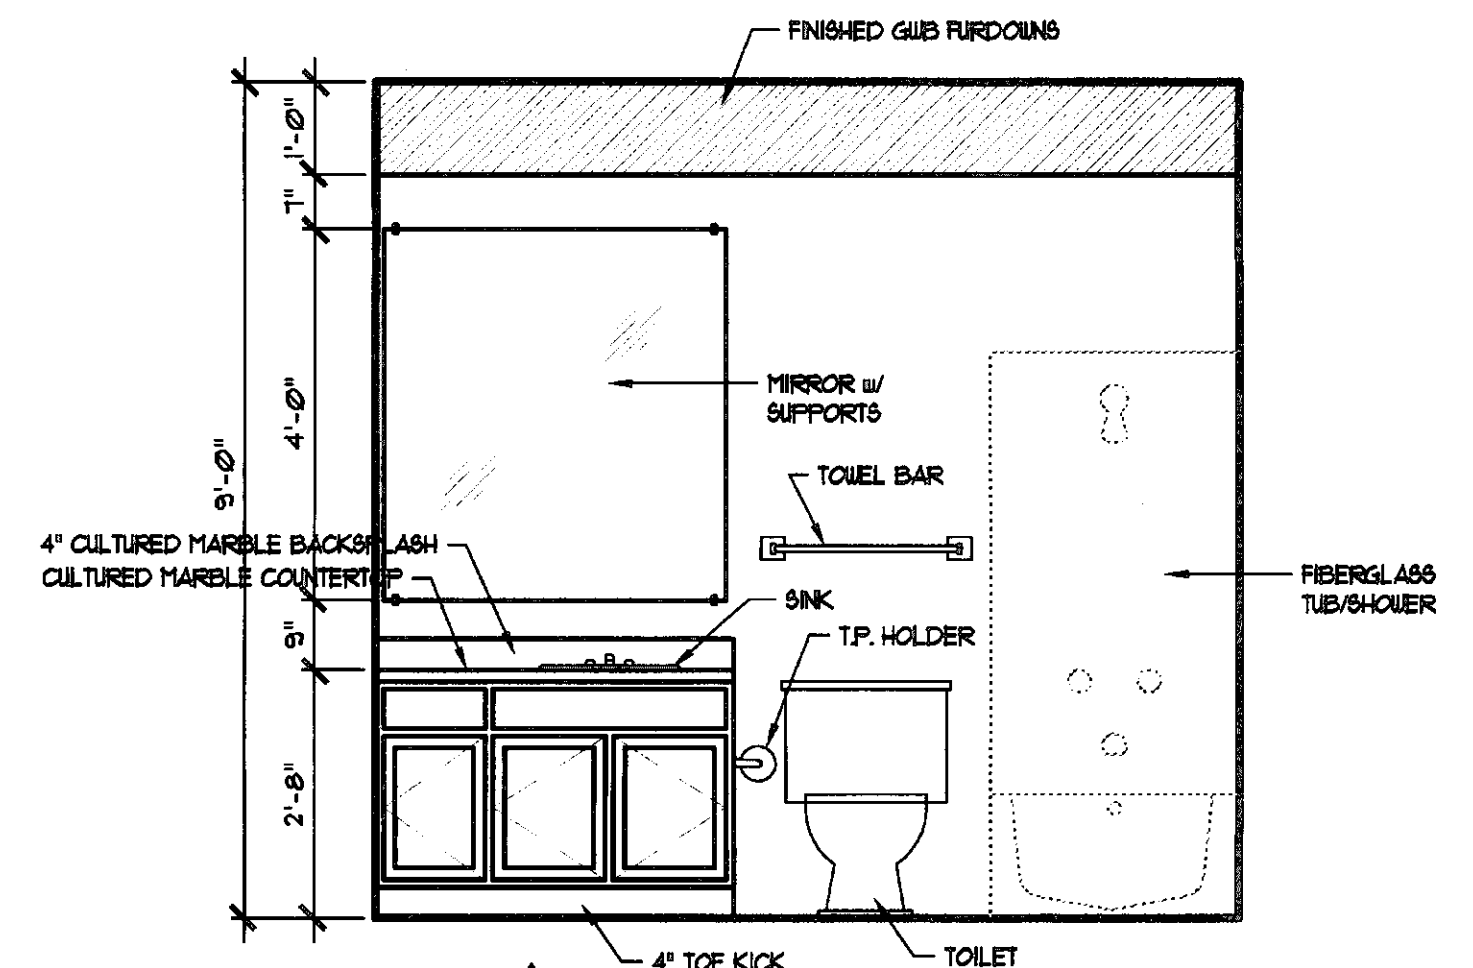 FINISHED GWB FURDOWNS
1'-0"
7"
4'-0"
9'-0"
MIRROR w/
SUPPORTS
TOWEL BAR
4" CULTURED MARBLE BACKSPLASH
CULTURED MARBLE COUNTERTOP
FIBERGLASS
TUB/SHOWER
SINK
9"
T.P. HOLDER
2'-8"
4" TOE KICK
TOILET